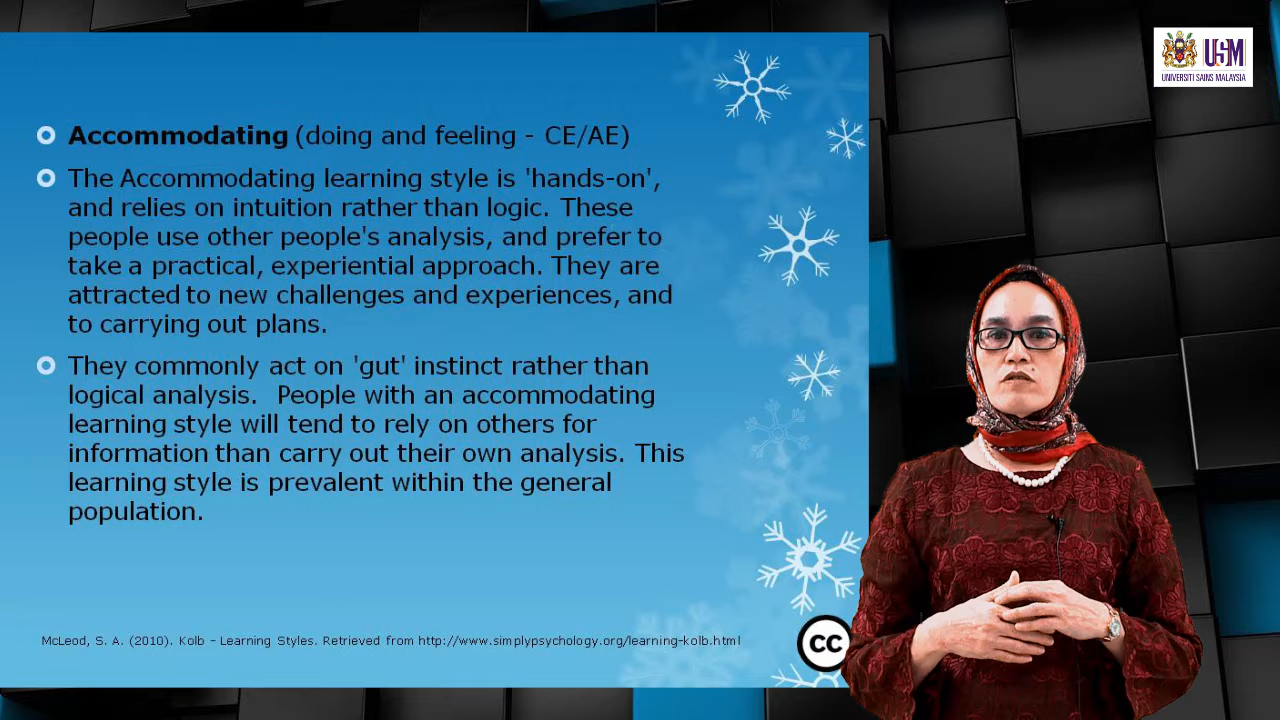 USM
UNIVERSITI SAINS MALAYSIA
Accommodating (doing and feeling - CE/AE)
The Accommodating learning style is 'hands-on',
and relies on intuition rather than logic. These
people use other people's analysis, and prefer to
take a practical, experiential approach. They are
attracted to new challenges and experiences, and
to carrying out plans.
They commonly act on 'gut' instinct rather than
logical analysis. People with an accommodating
learning style will tend to rely on others for
information than carry out their own analysis. This
learning style is prevalent within the general
population.
McLeod, S. A. (2010). Kolb - Learning Styles. Retrieved from http://www.simplypsychology.org/learning-kolb.html
cc